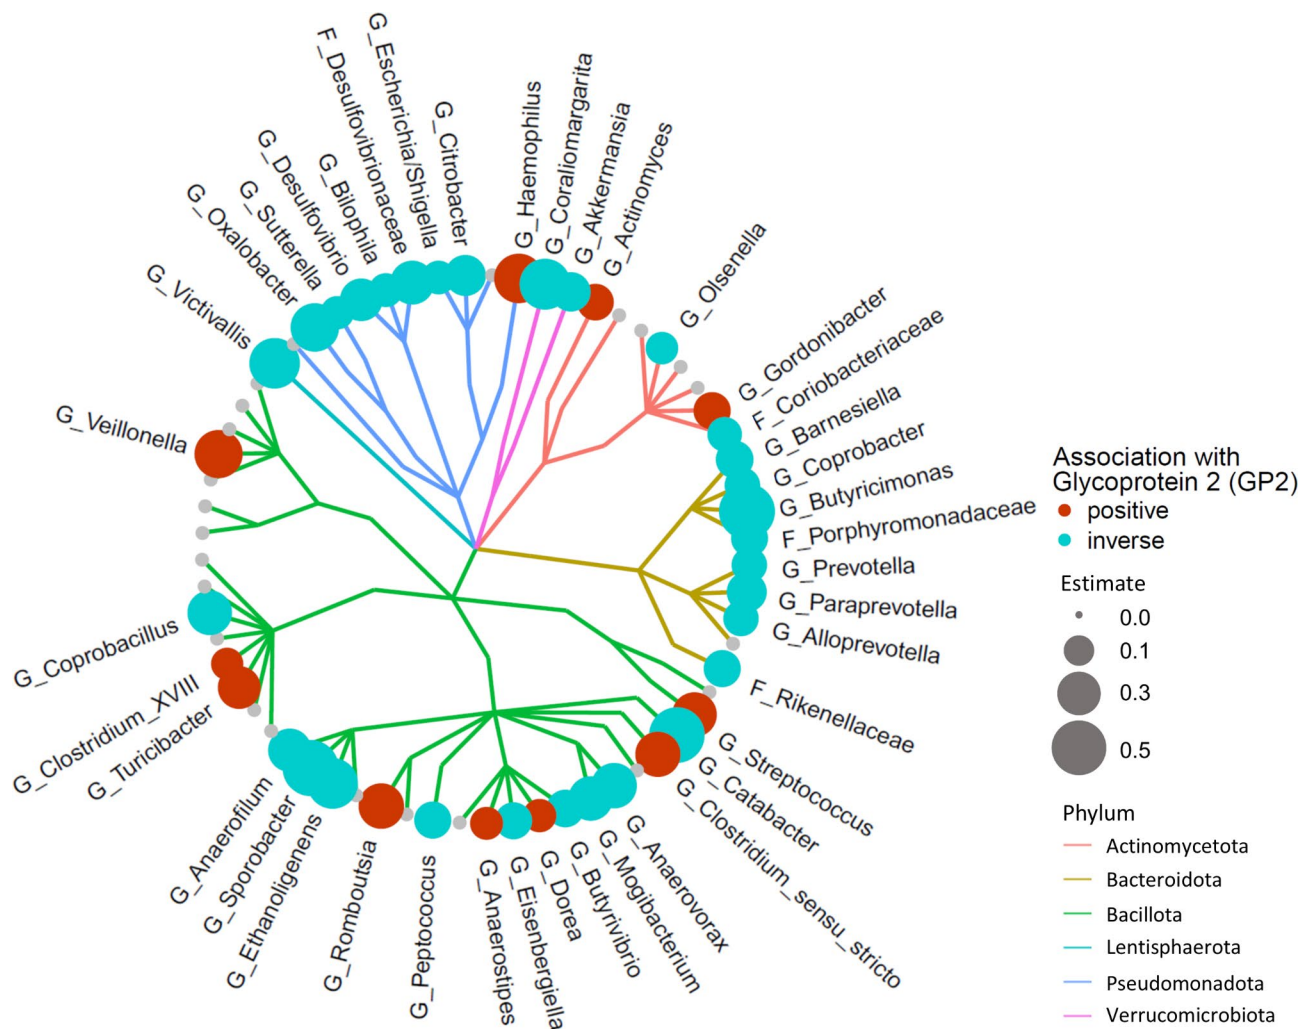 G_Escherichia/Shigella
F_Desulfovibrionaceae
G_Citrobacter
G_Haemophilus
G_Coraliomargarita
G_Akkermansia
G_Actinomyces
G_Desulfovibrio
G_Bilophila
G_Sutterella
G_Oxalobacter
G_Victivallis
G_Olsenella
G_Gordonibacter
F_Coriobacteriaceae
G_Barnesiella
G_Coprobacter
G_Butyricimonas
F_Porphyromonadaceae
G_Prevotella
G_Paraprevotella
G_Alloprevotella
F_Rikenellaceae
G_Streptococcus
G_Catabacter
G_Clostridium_sensu_stricto
G_Anaerovorax
G_Mogibacterium
G_Butyrivibrio
G_Dorea
G_Eisenbergiella
G_Anaerostipes
G_Peptococcus
G_Romboutsia
G_Ethanoligenens
G_Sporobacter
G_Anaerofilum
G_Turicibacter
G_Clostridium_XVIII
G_Coprobacillus
G_Veillonella
Association with
Glycoprotein 2 (GP2)
positive
inverse
Estimate
0.0
0.1
0.3
0.5
Phylum
Actinomycetota
Bacteroidota
Bacillota
Lentisphaerota
Pseudomonadota
Verrucomicrobiota